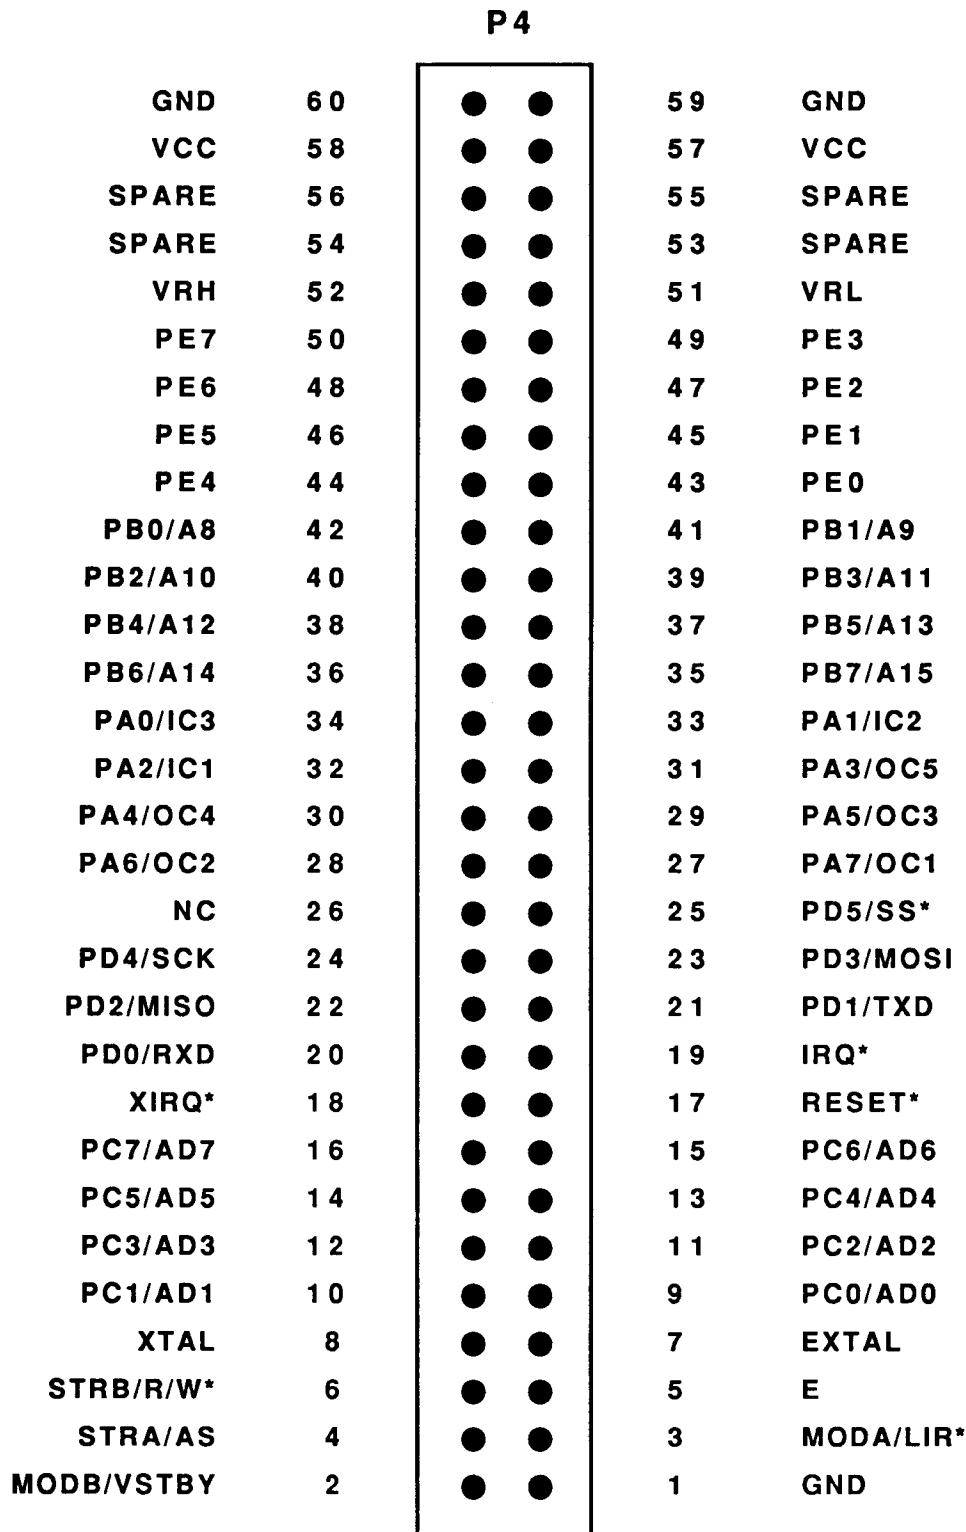 P4
GND 60 59 GND
VCC 58 57 VCC
SPARE 56 55 SPARE
SPARE 54 53 SPARE
VRH 52 51 VRL
PE7 50 49 PE3
PE6 48 47 PE2
PE5 46 45 PE1
PE4 44 43 PE0
PB0/A8 42 41 PB1/A9
PB2/A10 40 39 PB3/A11
PB4/A12 38 37 PB5/A13
PB6/A14 36 35 PB7/A15
PA0/IC3 34 33 PA1/IC2
PA2/IC1 32 31 PA3/OC5
PA4/OC4 30 29 PA5/OC3
PA6/OC2 28 27 PA7/OC1
NC 26 25 PD5/SS*
PD4/SCK 24 23 PD3/MOSI
PD2/MISO 22 21 PD1/TXD
PD0/RXD 20 19 IRQ*
XIRQ* 18 17 RESET*
PC7/AD7 16 15 PC6/AD6
PC5/AD5 14 13 PC4/AD4
PC3/AD3 12 11 PC2/AD2
PC1/AD1 10 9 PC0/AD0
XTAL 8 7 EXTAL
STRB/R/W* 6 5 E
STRA/AS 4 3 MODA/LIR*
MODB/VSTBY 2 1 GND